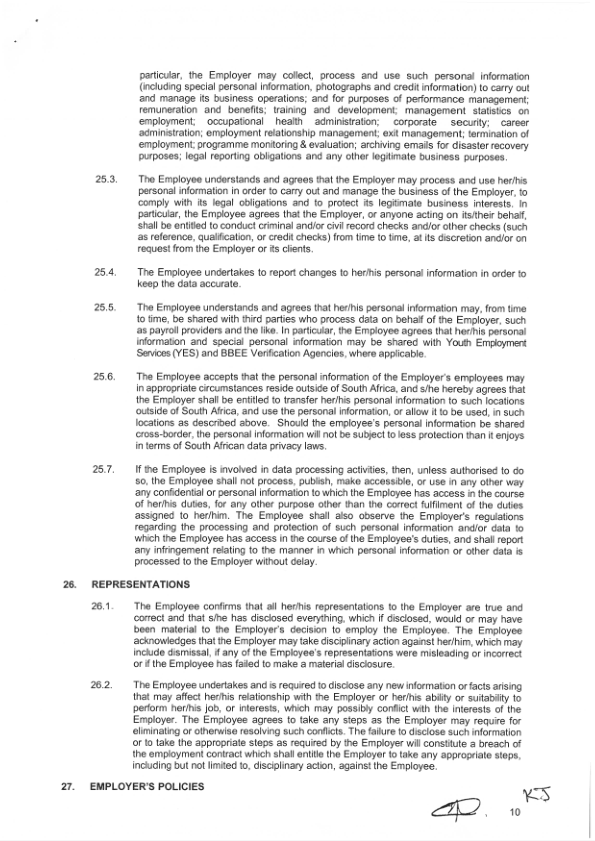 particular, the Employer may collect, process and use such personal information
(including special personal information, photographs and credit information) to carry out
and manage its business operations; and for purposes of performance management;
remuneration and benefits; training and development; management statistics on
employment; occupational health administration; corporate security; career
administration; employment relationship management; exit management; termination of
employment; programme monitoring & evaluation; archiving emails for disaster recovery
purposes; legal reporting obligations and any other legitimate business purposes.
25.3. The Employee understands and agrees that the Employer may process and use her/his
personal information in order to carry out and manage the business of the Employer, to
comply with its legal obligations and to protect its legitimate business interests. In
particular, the Employee agrees that the Employer, or anyone acting on its/their behalf,
shall be entitled to conduct criminal and/or civil record checks and/or other checks (such
as reference, qualification, or credit checks) from time to time, at its discretion and/or on
request from the Employer or its clients.
25.4. The Employee undertakes to report changes to her/his personal information in order to
keep the data accurate.
25.5. The Employee understands and agrees that her/his personal information may, from time
to time, be shared with third parties who process data on behalf of the Employer, such
as payroll providers and the like. In particular, the Employee agrees that her/his personal
information and special personal information may be shared with Youth Employment
Services (YES) and BBEE Verification Agencies, where applicable.
25.6. The Employee accepts that the personal information of the Employer's employees may
in appropriate circumstances reside outside of South Africa, and s/he hereby agrees that
the Employer shall be entitled to transfer her/his personal information to such locations
outside of South Africa, and use the personal information, or allow it to be used, in such
locations as described above. Should the employee's personal information be shared
cross-border, the personal information will not be subject to less protection than it enjoys
in terms of South African data privacy laws.
25.7. If the Employee is involved in data processing activities, then, unless authorised to do
so, the Employee shall not process, publish, make accessible, or use in any other way
any confidential or personal information to which the Employee has access in the course
of her/his duties, for any other purpose other than the correct fulfilment of the duties
assigned to her/him. The Employee shall also observe the Employer's regulations
regarding the processing and protection of such personal information and/or data to
which the Employee has access in the course of the Employee's duties, and shall report
any infringement relating to the manner in which personal information or other data is
processed to the Employer without delay.
26. REPRESENTATIONS
26.1. The Employee confirms that all her/his representations to the Employer are true and
correct and that s/he has disclosed everything, which if disclosed, would or may have
been material to the Employer's decision to employ the Employee. The Employee
acknowledges that the Employer may take disciplinary action against her/him, which may
include dismissal, if any of the Employee's representations were misleading or incorrect
or if the Employee has failed to make a material disclosure.
26.2. The Employee undertakes and is required to disclose any new information or facts arising
that may affect her/his relationship with the Employer or her/his ability or suitability to
perform her/his job, or interests, which may possibly conflict with the interests of the
Employer. The Employee agrees to take any steps as the Employer may require for
eliminating or otherwise resolving such conflicts. The failure to disclose such information
or to take the appropriate steps as required by the Employer will constitute a breach of
the employment contract which shall entitle the Employer to take any appropriate steps,
including but not limited to, disciplinary action, against the Employee.
27. EMPLOYER'S POLICIES
KJ
10